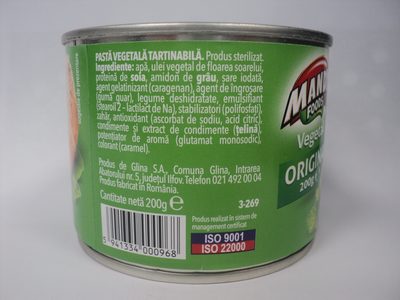 PASTĂ VEGETALĂ TARTINABILĂ. Produs sterilizat.
Ingrediente: apă, ulei vegetal de floarea soarelui,
proteină de soia, amidon de grâu, sare iodată,
agent gelatinizant (caragenan), agent de îngroșare
(gumă guar), legume deshidratate, emulsifiant
(Stearoil 2 - lactilact de Na), stabilizatori (polifosfați),
zahăr, antioxidant (ascorbat de sodiu, acid citric),
condimente și extract de condimente (țelină),
potențiator de aromă (glutamat monosodic),
colorant (caramel).
Produs de Glina S.A., Comuna Glina, Intrarea
Abatorului nr. 5, județul Ilfov. Telefon 021 492 00 04
Produs fabricat în România.
Cantitate netă 200g e
3-269
5 941334 000968
Produs realizat în sistem de
management certificat
ISO 9001
ISO 22000
MAND
FOODS
Vegeta
ORIGIN
200g